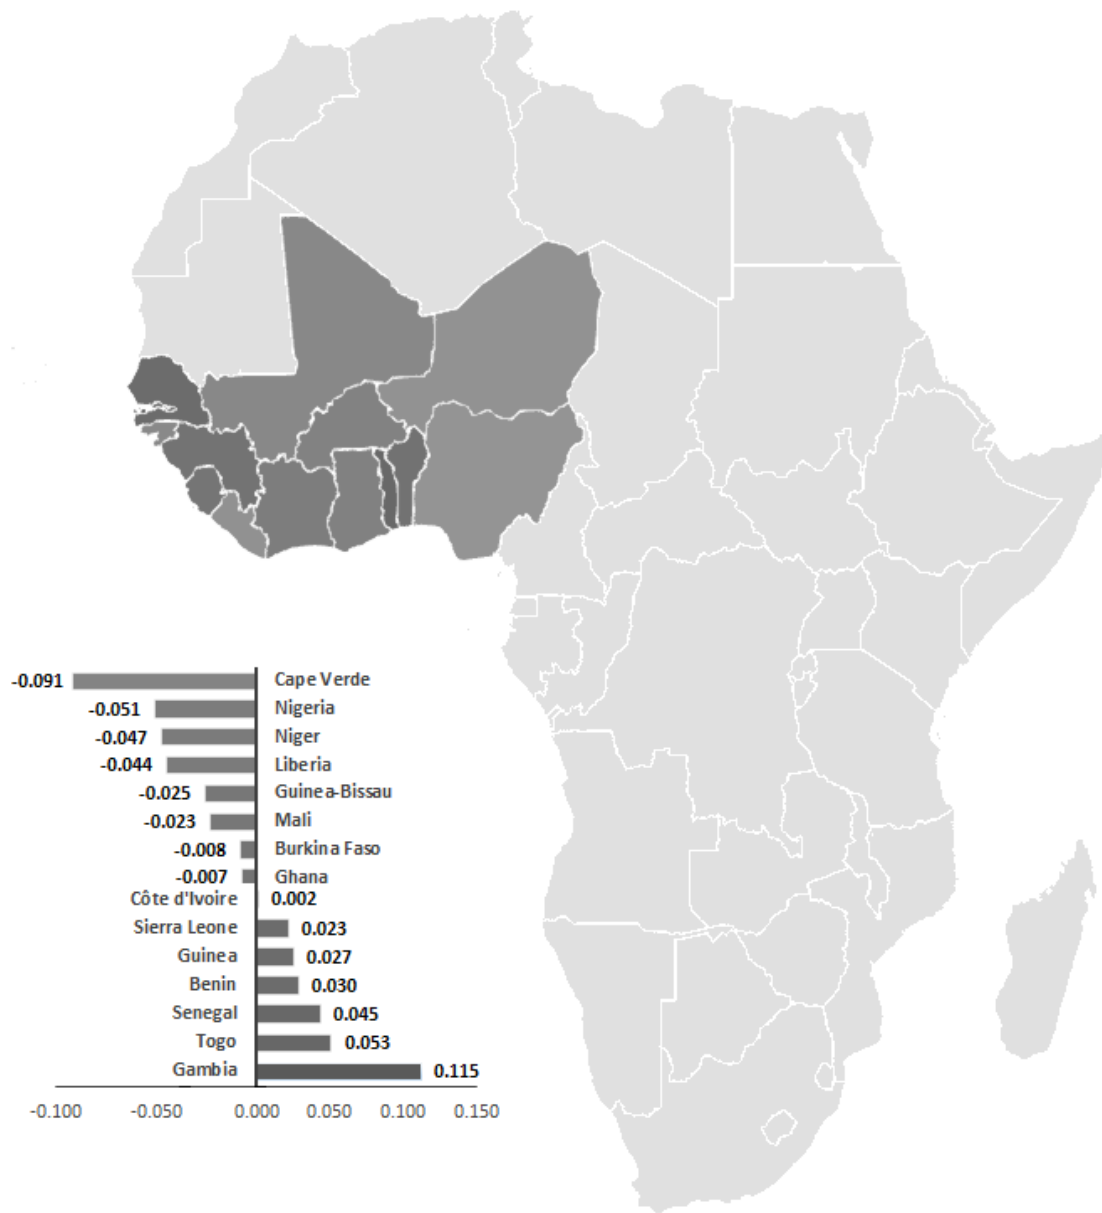 -0.091 Cape Verde
-0.051 Nigeria
-0.047 Niger
-0.044 Liberia
-0.025 Guinea-Bissau
-0.023 Mali
-0.008 Burkina Faso
-0.007 Ghana
Côte d'Ivoire 0.002
Sierra Leone 0.023
Guinea 0.027
Benin 0.030
Senegal 0.045
Togo 0.053
Gambia 0.115
-0.100 -0.050 0.000 0.050 0.100 0.150